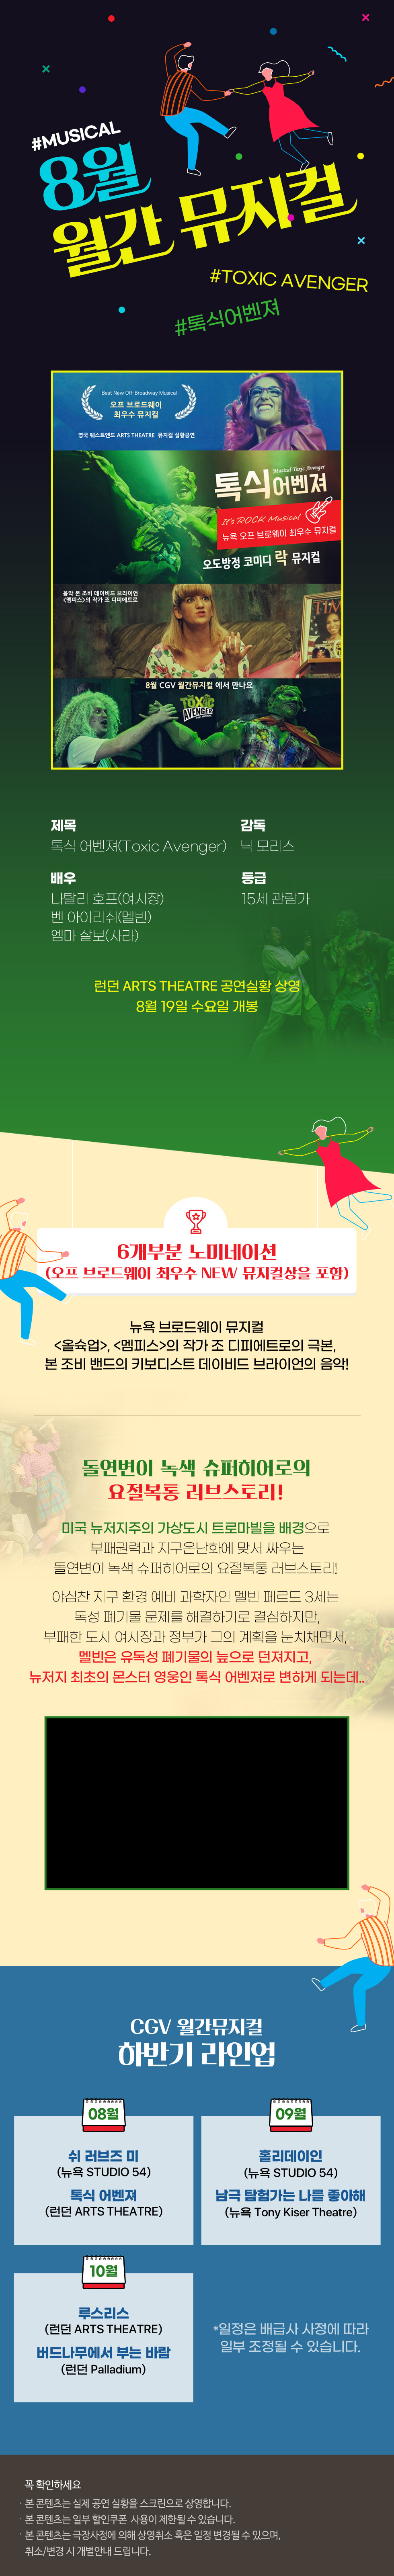 #MUSICAL
8월
월간 뮤지컬
#TOXIC AVENGER
#톡식어벤져
Best New Off-Broadway Musical
오프 브로드웨이
최우수 뮤지컬
영국 웨스트엔드 ARTS THEATRE 뮤지컬 실황공연
Musical Toxic Avenger
톡식어벤져
It's ROCK Musical
뉴욕 오프 브로웨이 최우수 뮤지컬
오도방정 코미디 락 뮤지컬
음악 본 조비 데이비드 브라이언
<멤피스>의 작가 조 디피에트로
TIM
8월 CGV 월간뮤지컬 에서 만나요
THE TOXIC
AVENGER
제목
톡식 어벤져(Toxic Avenger)
감독
닉 모리스
배우
나탈리 호프(여시장)
벤 아이리쉬(멜빈)
엠마 살보(사라)
등급
15세 관람가
런던 ARTS THEATRE 공연실황 상영
8월 19일 수요일 개봉
6개부분 노미네이션
(오프 브로드웨이 최우수 NEW 뮤지컬상을 포함)
뉴욕 브로드웨이 뮤지컬
<올슉업>, <멤피스>의 작가 조 디피에트로의 극본,
본 조비 밴드의 키보디스트 데이비드 브라이언의 음악!
돌연변이 녹색 슈퍼히어로의
요절복통 러브스토리!
미국 뉴저지주의 가상도시 트로마빌을 배경으로
부패권력과 지구온난화에 맞서 싸우는
돌연변이 녹색 슈퍼히어로의 요절복통 러브스토리!
야심찬 지구 환경 예비 과학자인 멜빈 페르드 3세는
독성 폐기물 문제를 해결하기로 결심하지만,
부패한 도시 여시장과 정부가 그의 계획을 눈치채면서,
멜빈은 유독성 폐기물의 늪으로 던져지고,
뉴저지 최초의 몬스터 영웅인 톡식 어벤져로 변하게 되는데..
CGV 월간뮤지컬
하반기 라인업
08월
쉬 러브즈 미
(뉴욕 STUDIO 54)
톡식 어벤져
(런던 ARTS THEATRE)
09월
홀리데이인
(뉴욕 STUDIO 54)
남극 탐험가는 나를 좋아해
(뉴욕 Tony Kiser Theatre)
10월
루스리스
(런던 ARTS THEATRE)
버드나무에서 부는 바람
(런던 Palladium)
*일정은 배급사 사정에 따라
일부 조정될 수 있습니다.
꼭 확인하세요
· 본 콘텐츠는 실제 공연 실황을 스크린으로 상영합니다.
· 본 콘텐츠는 일부 할인쿠폰 사용이 제한될 수 있습니다.
· 본 콘텐츠는 극장사정에 의해 상영취소 혹은 일정 변경될 수 있으며,
취소/변경 시 개별안내 드립니다.